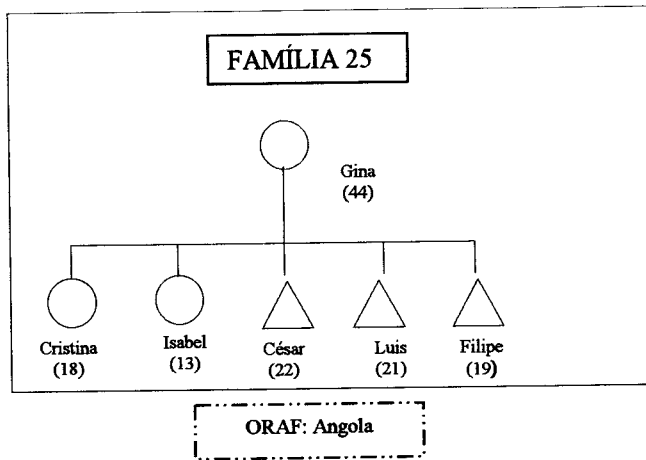 FAMÍLIA 25
Gina
(44)
Cristina
(18)
Isabel
(13)
César
(22)
Luis
(21)
Filipe
(19)
ORAF: Angola